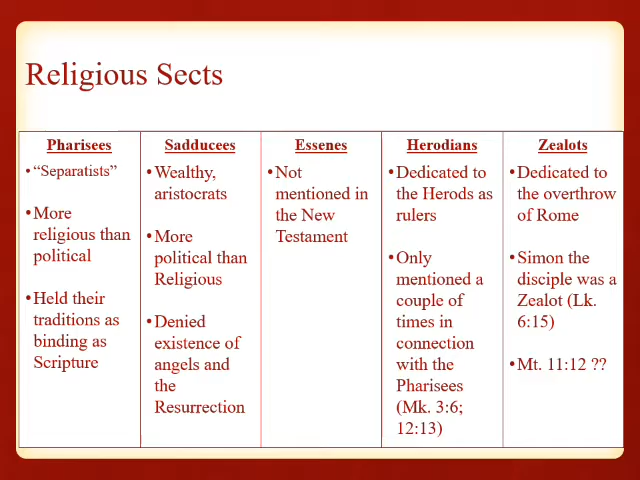 Religious Sects
Pharisees
• “Separatists”
• More
religious than
political
• Held their
traditions as
binding as
Scripture
Sadducees
• Wealthy,
aristocrats
• More
political than
Religious
• Denied
existence of
angels and
the
Resurrection
Essenes
• Not
mentioned in
the New
Testament
Herodians
• Dedicated to
the Herods as
rulers
• Only
mentioned a
couple of
times in
connection
with the
Pharisees
(Mk. 3:6;
12:13)
Zealots
• Dedicated to
the overthrow
of Rome
• Simon the
disciple was a
Zealot (Lk.
6:15)
• Mt. 11:12 ??